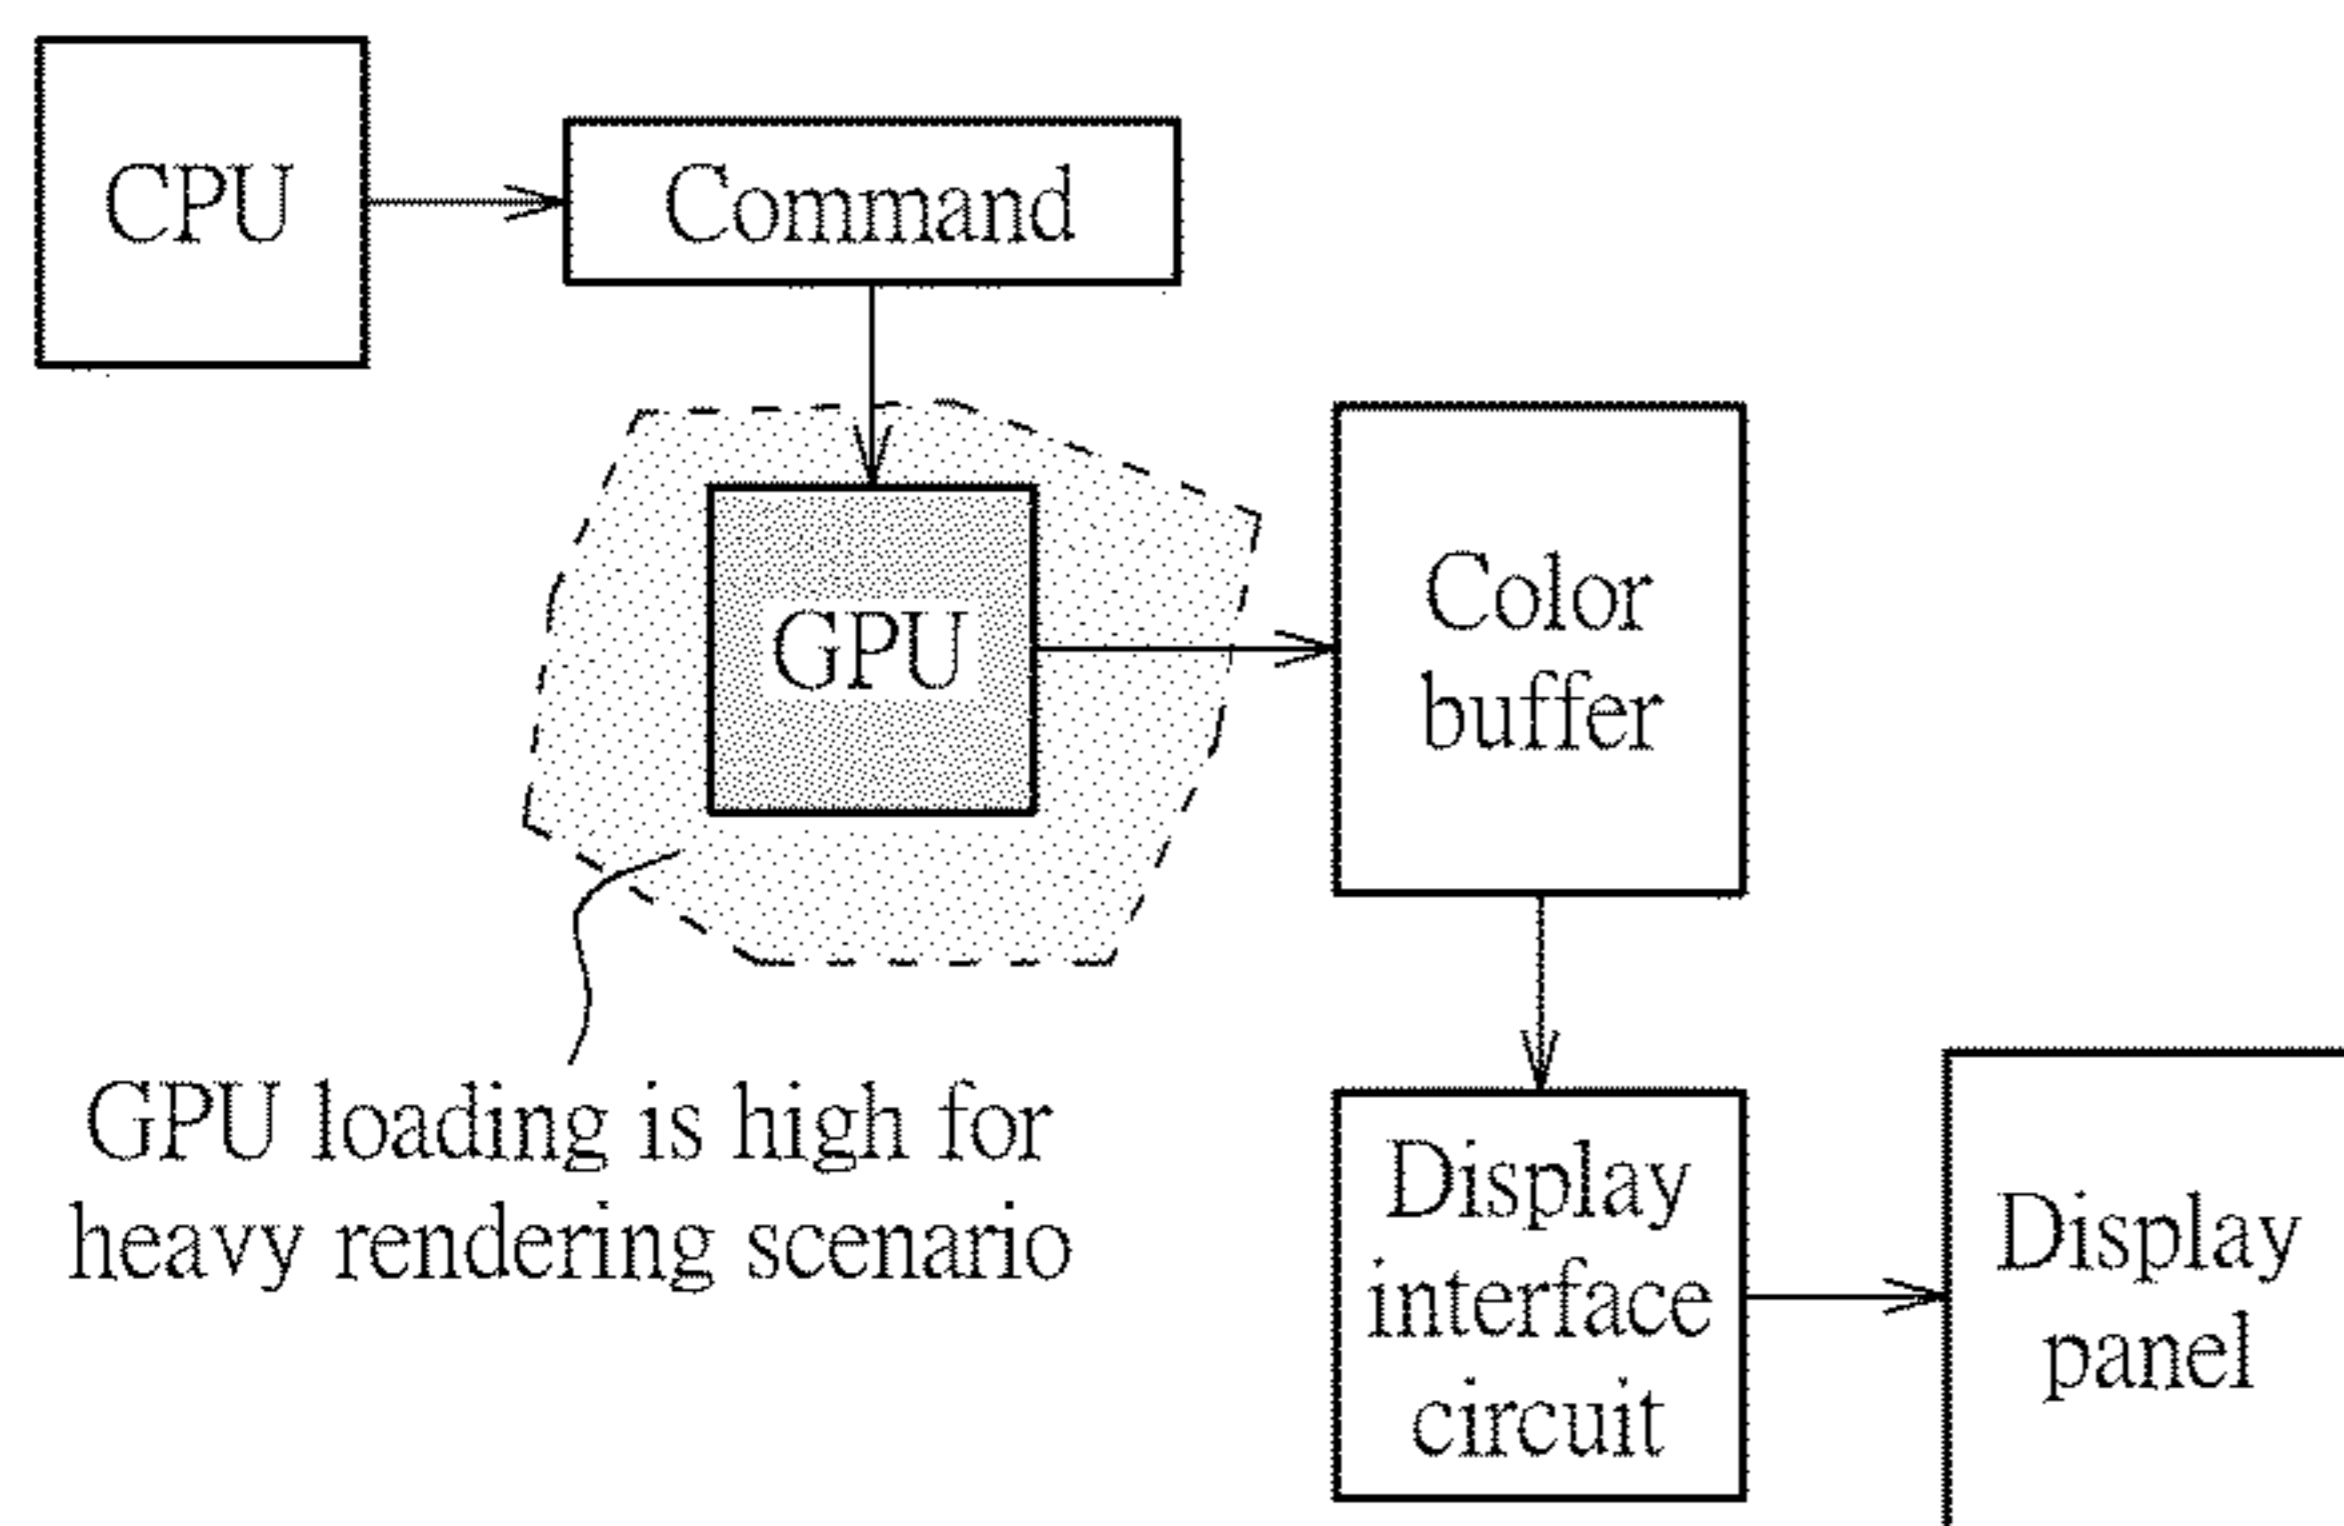 CPU
Command
GPU
Color
buffer
GPU loading is high for
heavy rendering scenario
Display
interface
circuit
Display
panel